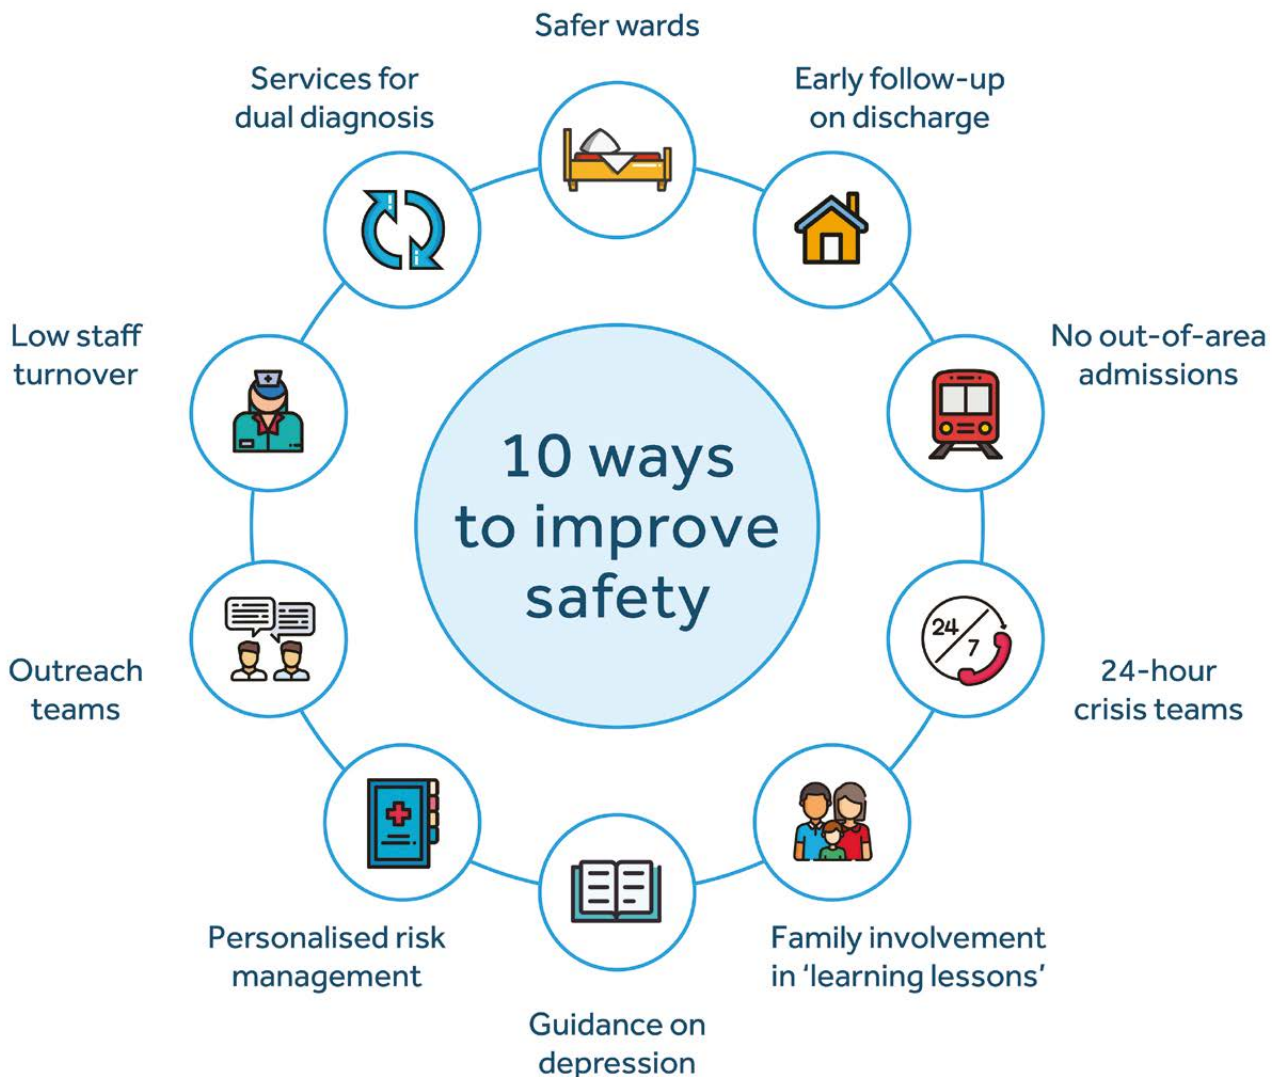 Safer wards
Early follow-up
on discharge
No out-of-area
admissions
24-hour
crisis teams
Family involvement
in ‘learning lessons’
Guidance on
depression
Personalised risk
management
Outreach
teams
Low staff
turnover
Services for
dual diagnosis
10 ways
to improve
safety
24
7